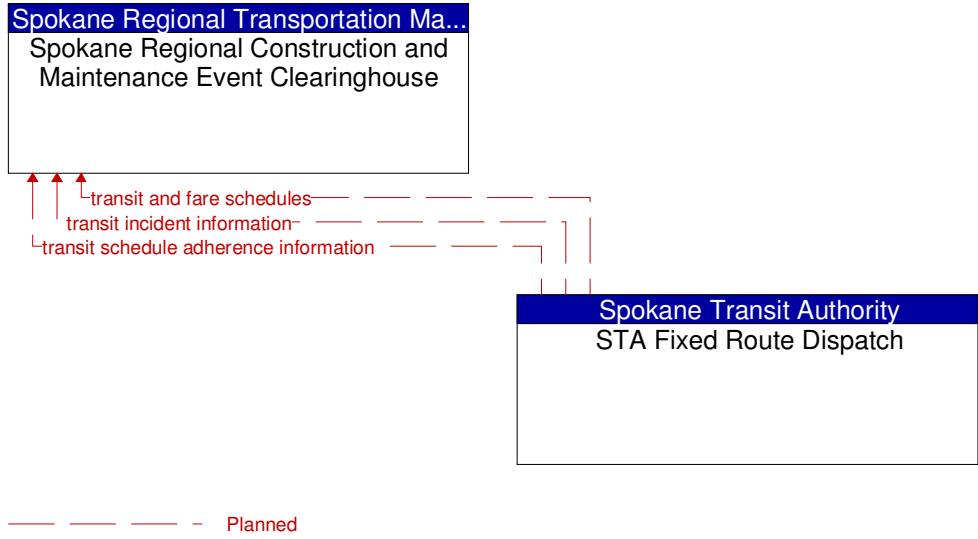 Spokane Regional Transportation Ma...
Spokane Regional Construction and
Maintenance Event Clearinghouse
transit and fare schedules
transit incident information
transit schedule adherence information
Spokane Transit Authority
STA Fixed Route Dispatch
Planned